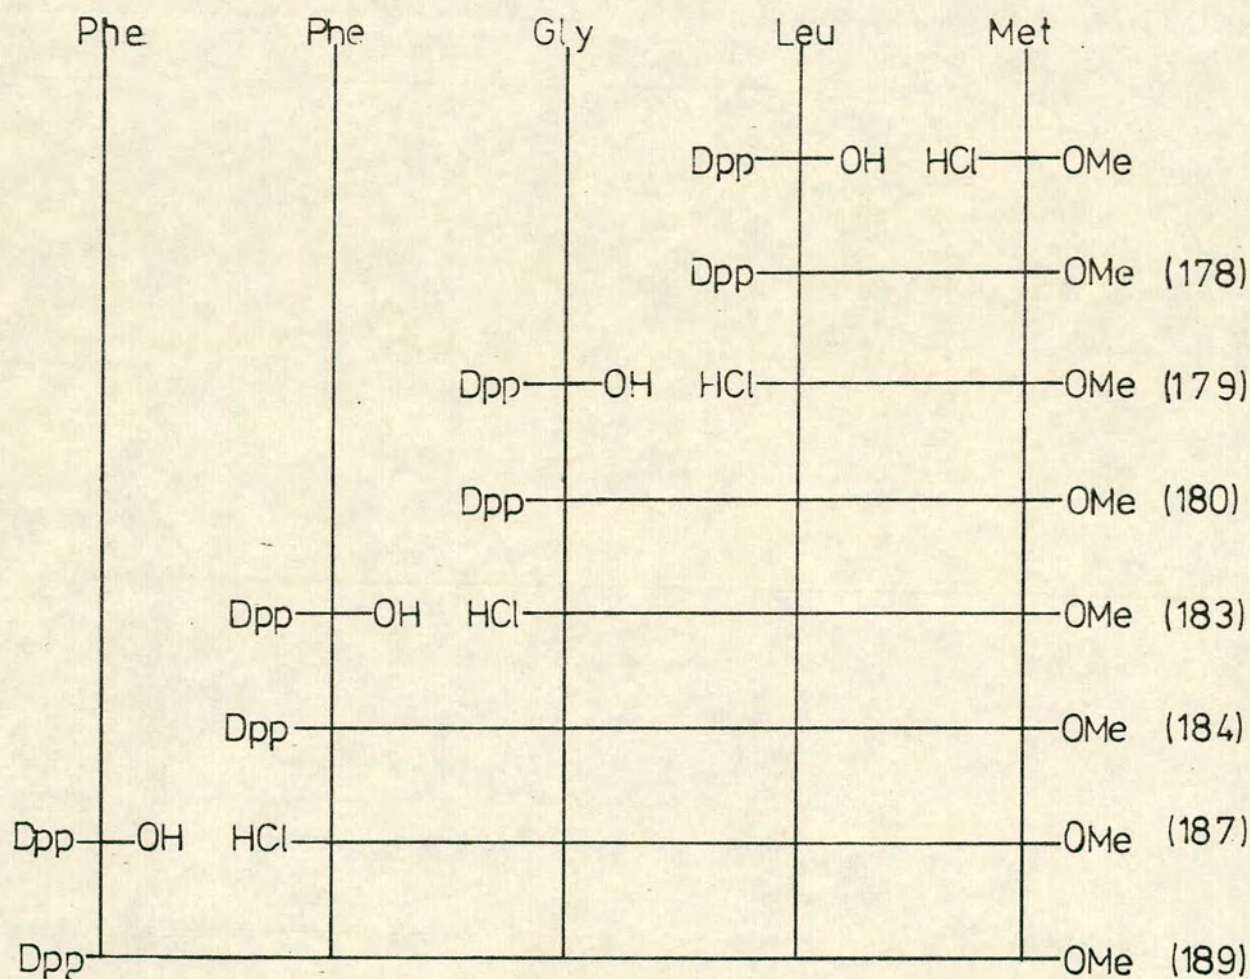 Phe Phe Gly Leu Met
Dpp OH HCl OMe
Dpp OMe (178)
Dpp OH HCl OMe (179)
Dpp OMe (180)
Dpp OH HCl OMe (183)
Dpp OMe (184)
Dpp OH HCl OMe (187)
Dpp OMe (189)